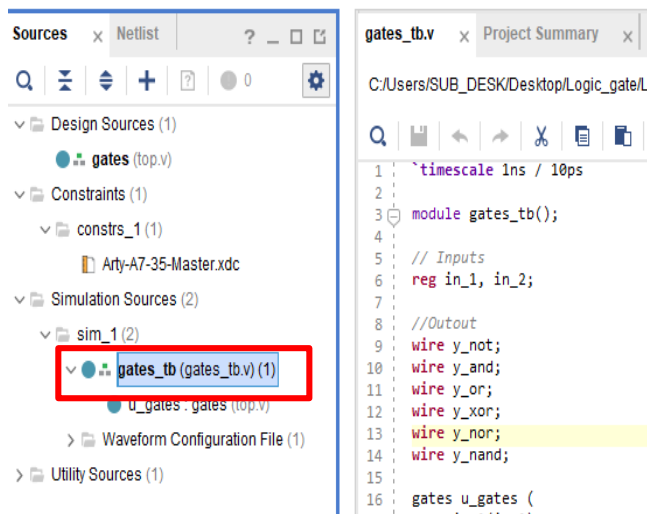 Sources × Netlist ? _
0
Design Sources (1)
gates (top.v)
Constraints (1)
constrs_1 (1)
Arty-A7-35-Master.xdc
Simulation Sources (2)
sim_1 (2)
gates_tb (gates_tb.v) (1)
u_gates : gates (top.v)
Waveform Configuration File (1)
Utility Sources (1)
gates_tb.v × Project Summary ×
C:/Users/SUB_DESK/Desktop/Logic_gate/L
1 `timescale 1ns / 10ps
2
3 module gates_tb();
4
5 // Inputs
6 reg in_1, in_2;
7
8 //Outout
9 wire y_not;
10 wire y_and;
11 wire y_or;
12 wire y_xor;
13 wire y_nor;
14 wire y_nand;
15
16 gates u_gates (